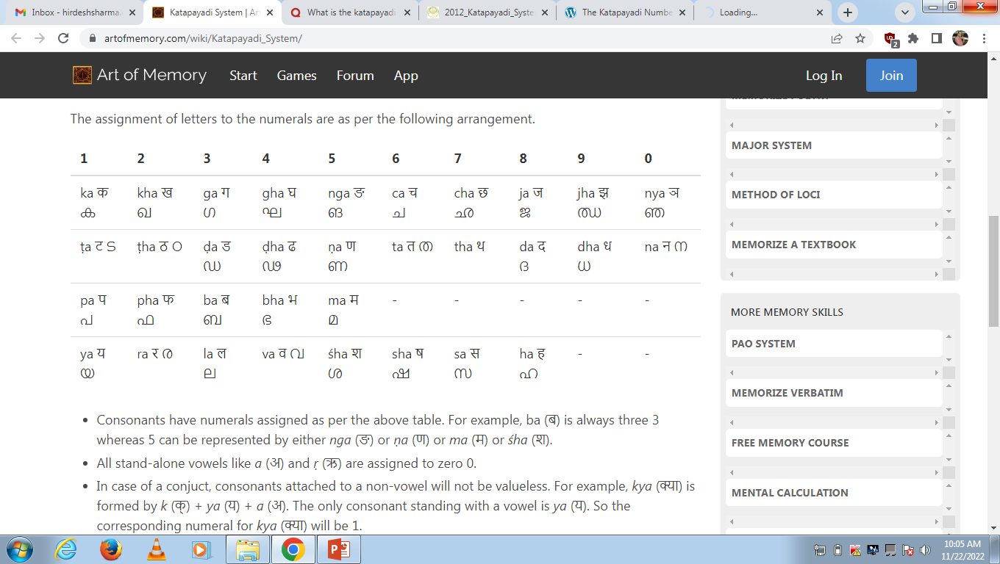 Inbox - hirdeshsharma
Katapayadi System | Ar
What is the katapayadi
2012_Katapayadi_Syste
The Katapayadi Numbe
Loading...
artofmemory.com/wiki/Katapayadi_System/
2
Art of Memory Start Games Forum App Log In Join
The assignment of letters to the numerals are as per the following arrangement.
1 2 3 4 5 6 7 8 9 0
ka क kha ख ga ग gha घ nga ङ ca च cha छ ja ज jha झ nya ञ
ക ഖ ഗ ഘ ങ ച ഛ ജ ഝ ഞ
ṭa ट ട ṭha ठ ഠ ḍa ड ḍha ढ ṇa ण ta त ത tha थ da द dha ध na न ന
ഡ ഢ ണ ദ ധ
pa प pha फ ba ब bha भ ma म - - - - -
പ ഫ ബ ഭ മ
ya य ra र ര la ल va व വ śha श sha ष sa स ha ह - -
യ ല ശ ഷ സ ഹ
• Consonants have numerals assigned as per the above table. For example, ba (ब) is always three 3
whereas 5 can be represented by either nga (ङ) or ṇa (ण) or ma (म) or śha (श).
• All stand-alone vowels like a (अ) and ṛ (ऋ) are assigned to zero 0.
• In case of a conjuct, consonants attached to a non-vowel will not be valueless. For example, kya (क्या) is
formed by k (क्) + ya (य) + a (अ). The only consonant standing with a vowel is ya (य). So the
corresponding numeral for kya (क्या) will be 1.
MAJOR SYSTEM
METHOD OF LOCI
MEMORIZE A TEXTBOOK
MORE MEMORY SKILLS
PAO SYSTEM
MEMORIZE VERBATIM
FREE MEMORY COURSE
MENTAL CALCULATION
10:05 AM
11/22/2022